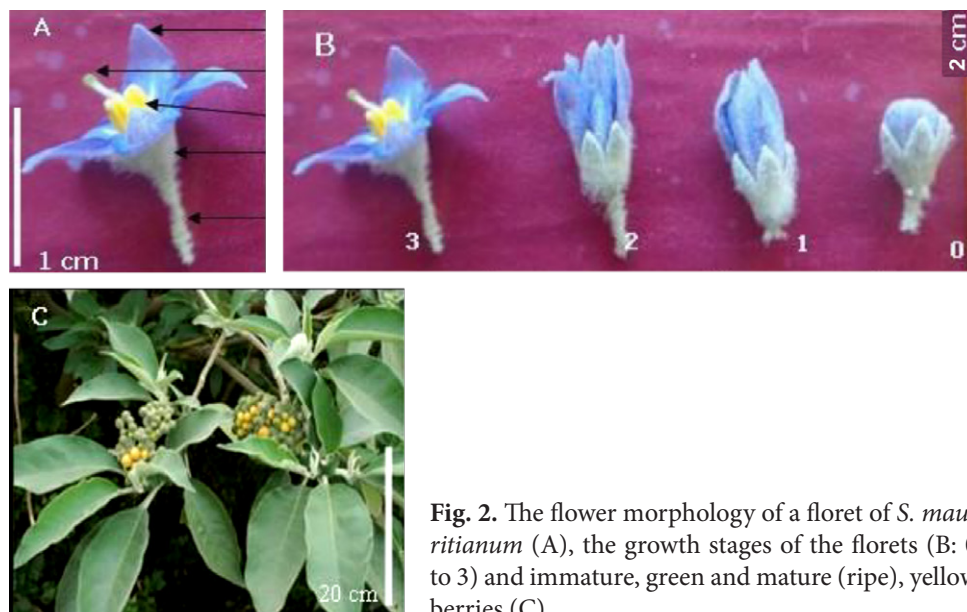 A
1 cm
B
2 cm
3
2
1
0
C
20 cm
Fig. 2. The flower morphology of a floret of S. mau
ritianum (A), the growth stages of the florets (B: 
to 3) and immature, green and mature (ripe), yellow
berries (C)